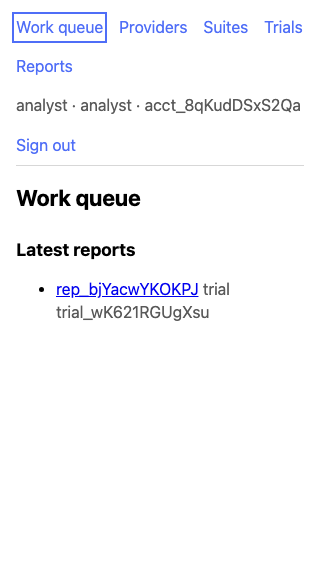 Work queue Providers Suites Trials
Reports
analyst · analyst · acct_8qKudDSxS2Qa
Sign out
Work queue
Latest reports
rep_bjYacwYKOKPJ trial
trial_wK621RGUgXsu